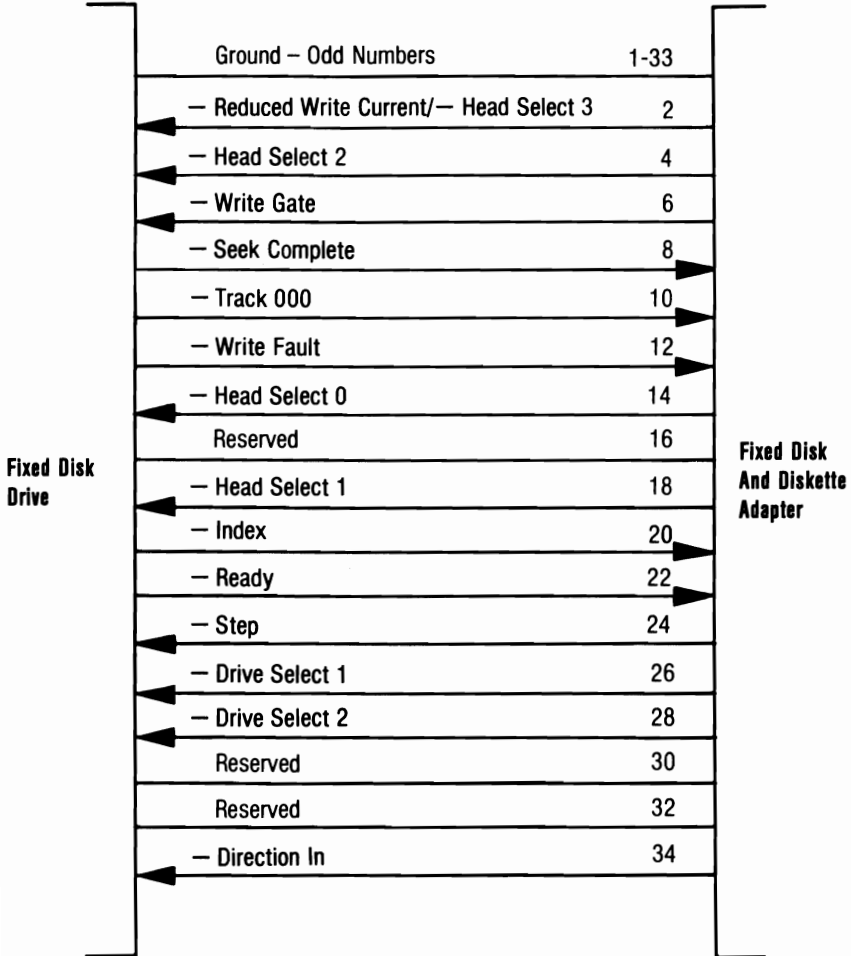 Ground – Odd Numbers 1-33
– Reduced Write Current/– Head Select 3 2
– Head Select 2 4
– Write Gate 6
– Seek Complete 8
– Track 000 10
– Write Fault 12
– Head Select 0 14
Reserved 16
– Head Select 1 18
– Index 20
– Ready 22
– Step 24
– Drive Select 1 26
– Drive Select 2 28
Reserved 30
Reserved 32
– Direction In 34
Fixed Disk
Drive
Fixed Disk
And Diskette
Adapter